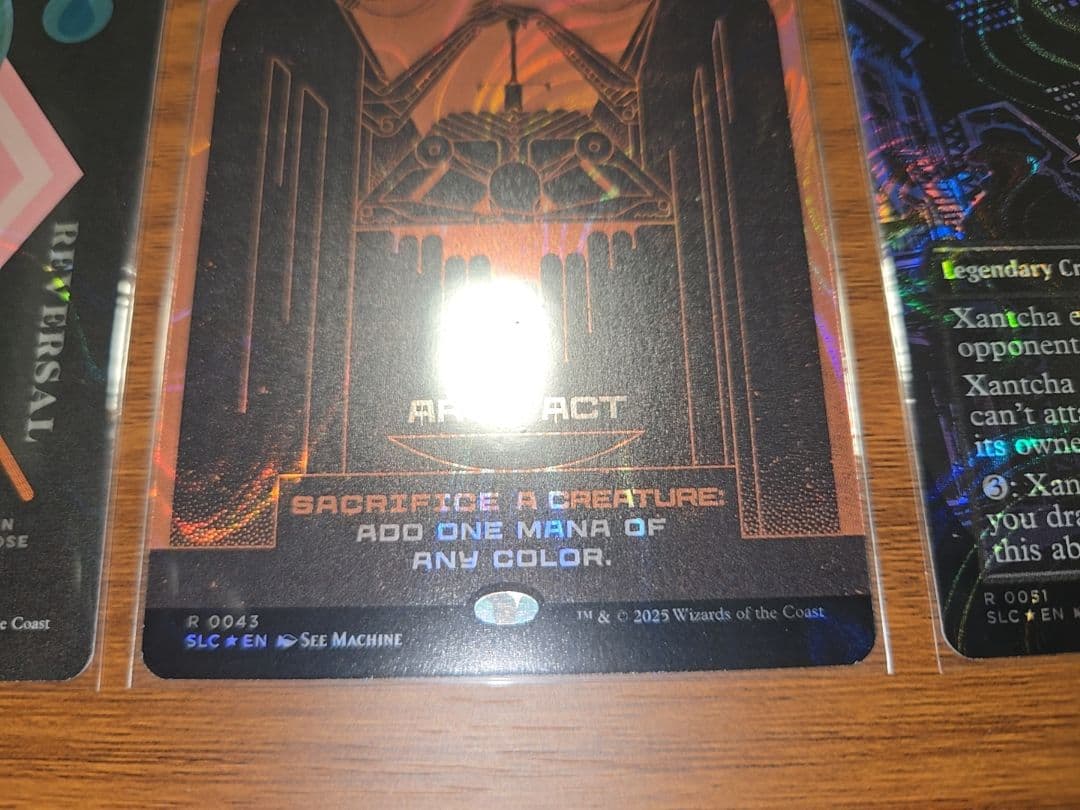 REVERSAL
N
OSE
e Coast
ACT
SACRIFICE A CREATURE:
ADD ONE MANA OF
ANY COLOR.
R 0043
SLC ★ EN SEE MACHINE
™ & © 2025 Wizards of the Coast
Legendary Cr
Xantcha e
opponent
Xantcha
can't atta
its owne
3: Xan
you dra
this ab
R 0051
SLC ★ EN